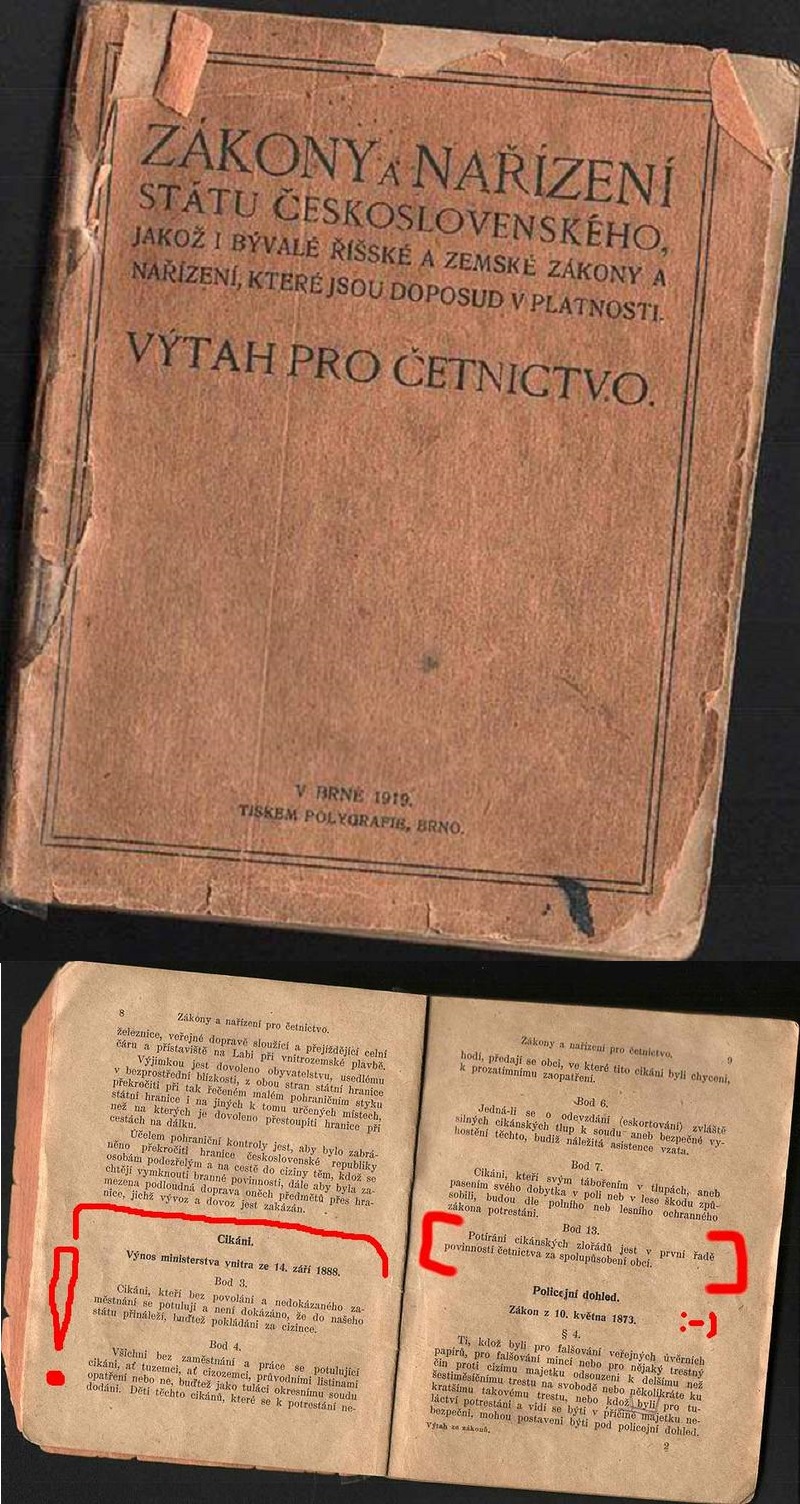 ZÁKONY A NAŘÍZENÍ
STÁTU ČESKOSLOVENSKÉHO,
JAKOŽ I BÝVALÉ ŘÍŠSKÉ A ZEMSKÉ ZÁKONY A
NAŘÍZENÍ, KTERÉ JSOU DOPOSUD V PLATNOSTI.
VÝTAH PRO ČETNICTVO.
V BRNĚ 1919.
TISKEM POLYGRAFIE, BRNO.
8
Zákony a nařízení pro četnictvo.
železnice, veřejné dopravě sloužící a přejíždějící celní
čáru a přístaviště na Labi při vnitrozemské plavbě.
Výjimkou jest dovoleno obyvatelstvu, usedlému
v bezprostřední blízkosti, z obou stran státní hranice
překročiti při tak řečeném malém pohraničním styku
státní hranice i na jiných k tomu určených místech,
než na kterých je dovoleno přestoupiti hranice při
cestách na dálku.
Účelem pohraniční kontroly jest, aby bylo zabrá-
něno překročiti hranice československé republiky
osobám podezřelým a na cestě do ciziny těm, když se
chtějí vymknouti branné povinnosti, dále aby byla za-
mezena podloudná doprava oněch předmětů přes hra-
nice, jichž vývoz a dovoz jest zakázán.
Cikáni.
Výnos ministerstva vnitra ze 14. září 1888.
Bod 3.
Cikáni, kteří bez povolání a nedokázaného za-
městnání se potulují a není dokázáno, že do našeho
státu přináleží, buďtež pokládáni za cizince.
Bod 4.
Všichni bez zaměstnání a práce se potulující
cikáni, ať tuzemci, ať cizozemci, průvodními listinami
opatření nebo ne, buďtež jako tuláci okresnímu soudu
dodáni. Děti těchto cikánů, které se k potrestání ne-
Zákony a nařízení pro četnictvo.
9
hodí, předají se obci, ve které tito cikáni byli chyceni,
k prozatímnímu zaopatření.
Bod 6.
Jedná-li se o odevzdání (eskortování) zvláště
silných cikánských tlup k soudu aneb bezpečné vy-
hostění těchto, budiž náležitá asistence vzata.
Bod 7.
Cikáni, kteří svým tábořením v tlupách, aneb
pasením svého dobytka v poli neb v lese škodu způ-
sobili, budou dle polního neb lesního ochranného
zákona potrestáni.
Bod 13.
Potírání cikánských zlořádů jest v první řadě
povinností četnictva za spolupůsobení obcí.
Policejní dohled.
Zákon z 10. května 1873.
:-)
§ 4.
Ti, kdož byli pro falšování veřejných úvěrních
papírů, pro falšování mincí nebo pro nějaký trestný
čin proti cizímu majetku odsouzeni k delšímu než
šestiměsíčnímu trestu na svobodě nebo několikráte ku
kratšímu takovému trestu, nebo kdož byli pro tu-
láctví potrestáni a vidí se býti v příčině majetku ne-
bezpečni, mohou postaveni býti pod policejní dohled.
Výtah ze zákonů.
2